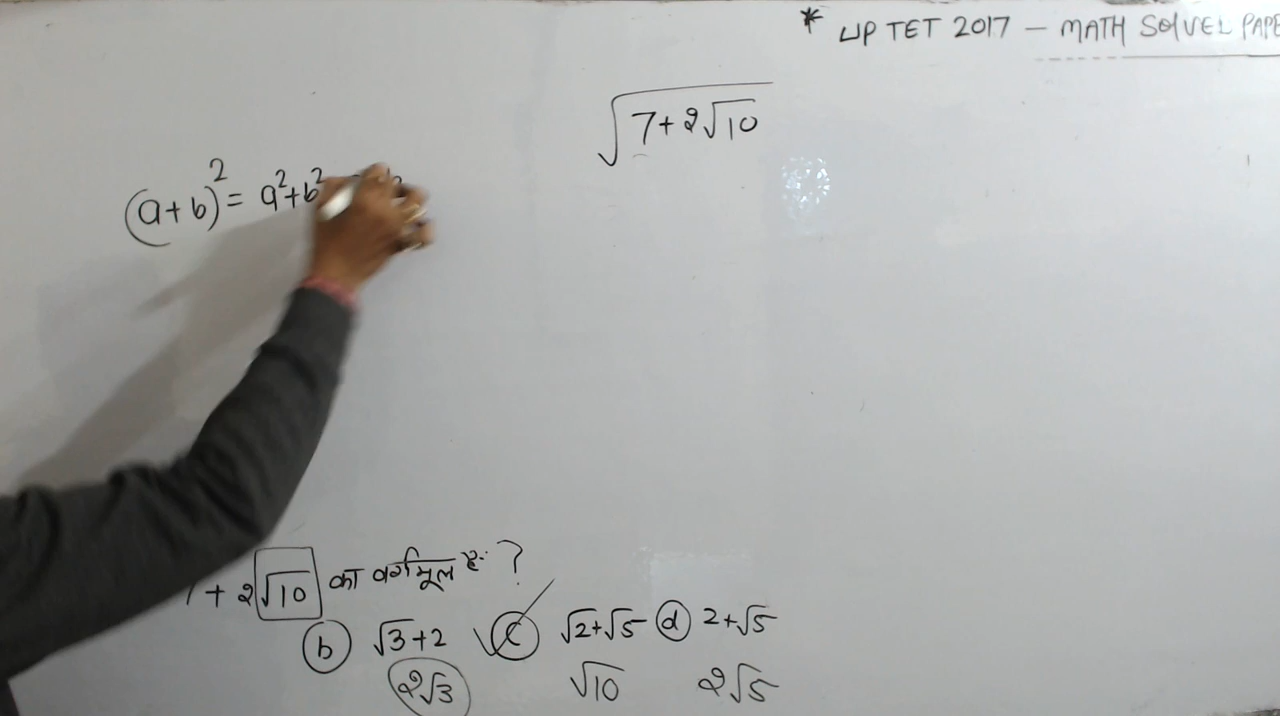 * UP TET 2017 – MATH SOLVEL PAPE
√(7+2√10)
(a+b)² = a²+b²
+ 2√10 का वर्गमूल है:- ?
(b) √3+2 (c) √2+√5 (d) 2+√5
2√3 √10 2√5